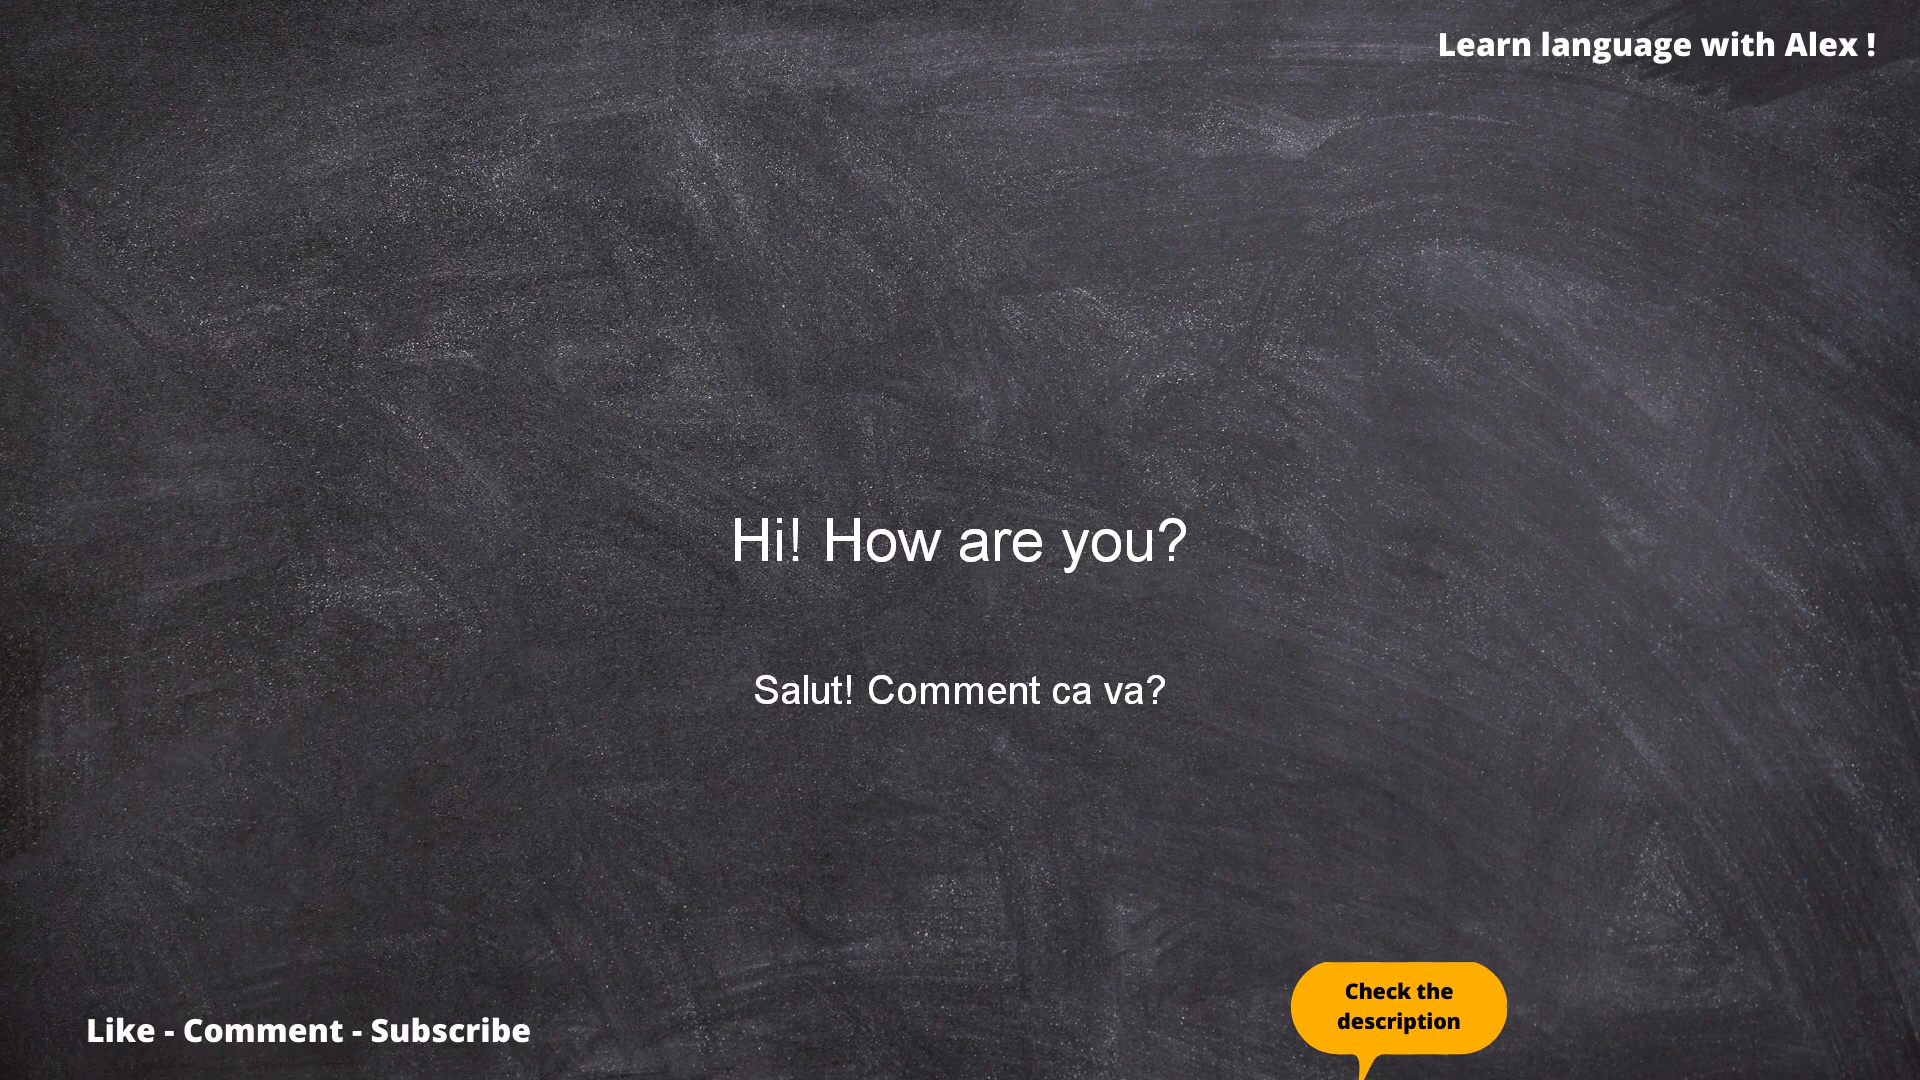 Learn language with Alex !
Hi! How are you?
Salut! Comment ca va?
Check the
description
Like - Comment - Subscribe